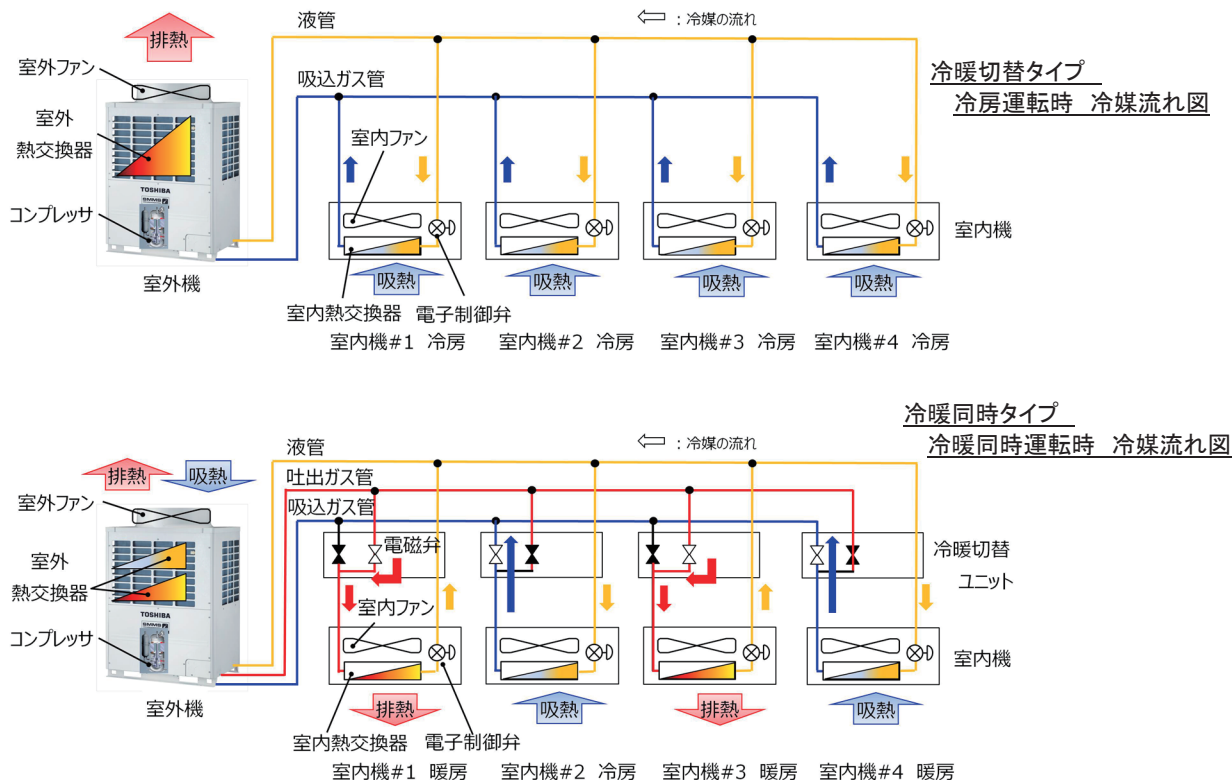 液管
：冷媒の流れ
排熱
室外ファン
吸込ガス管
冷暖切替タイプ
冷房運転時 冷媒流れ図
室外
熱交換器
室内ファン
TOSHIBA
SMMS
コンプレッサ
室内機
室外機
吸熱
吸熱
吸熱
吸熱
室内熱交換器
電子制御弁
室内機#1 冷房
室内機#2 冷房
室内機#3 冷房
室内機#4 冷房
冷暖同時タイプ
冷暖同時運転時 冷媒流れ図
液管
：冷媒の流れ
排熱
吸熱
吐出ガス管
室外ファン
吸込ガス管
電磁弁
冷暖切替
ユニット
室外
熱交換器
室内ファン
TOSHIBA
SMMS
コンプレッサ
室内機
室外機
排熱
吸熱
排熱
吸熱
室内熱交換器
電子制御弁
室内機#1 暖房
室内機#2 冷房
室内機#3 暖房
室内機#4 暖房